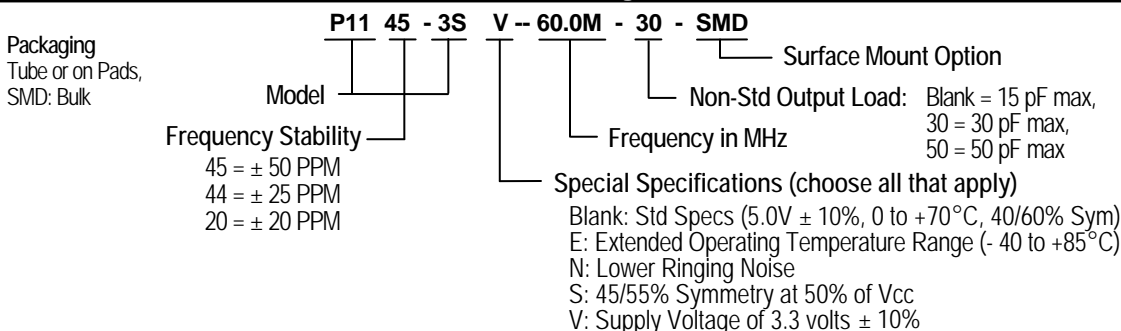 P11 45 - 3S V -- 60.0M - 30 - SMD
Packaging
Tube or on Pads,
SMD: Bulk
Surface Mount Option
Model
Non-Std Output Load: Blank = 15 pF max,
30 = 30 pF max,
50 = 50 pF max
Frequency Stability
45 = ± 50 PPM
44 = ± 25 PPM
20 = ± 20 PPM
Frequency in MHz
Special Specifications (choose all that apply)
Blank: Std Specs (5.0V ± 10%, 0 to +70°C, 40/60% Sym)
E: Extended Operating Temperature Range (- 40 to +85°C)
N: Lower Ringing Noise
S: 45/55% Symmetry at 50% of Vcc
V: Supply Voltage of 3.3 volts ± 10%